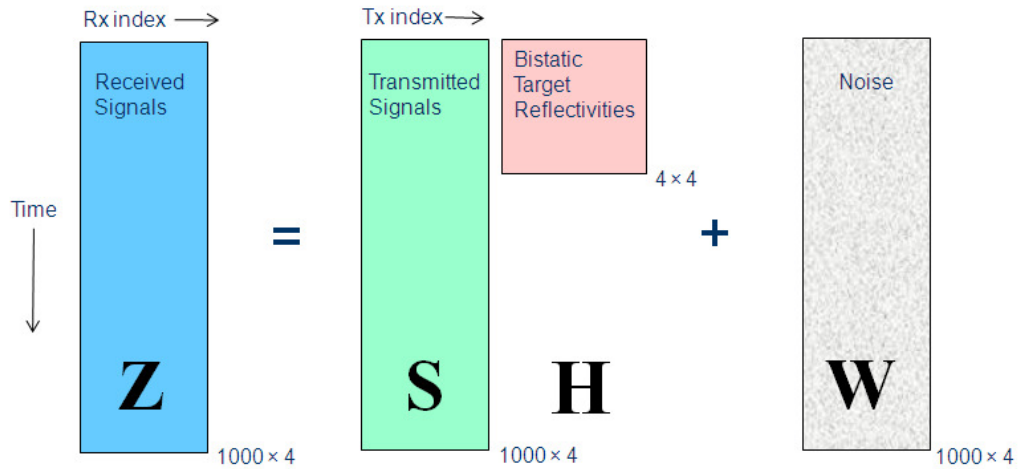 Rx index
Tx index
Received
Signals
Transmitted
Signals
Bistatic
Target
Reflectivities
Noise
4 × 4
Time
=
+
Z
S
H
W
1000 × 4
1000 × 4
1000 × 4